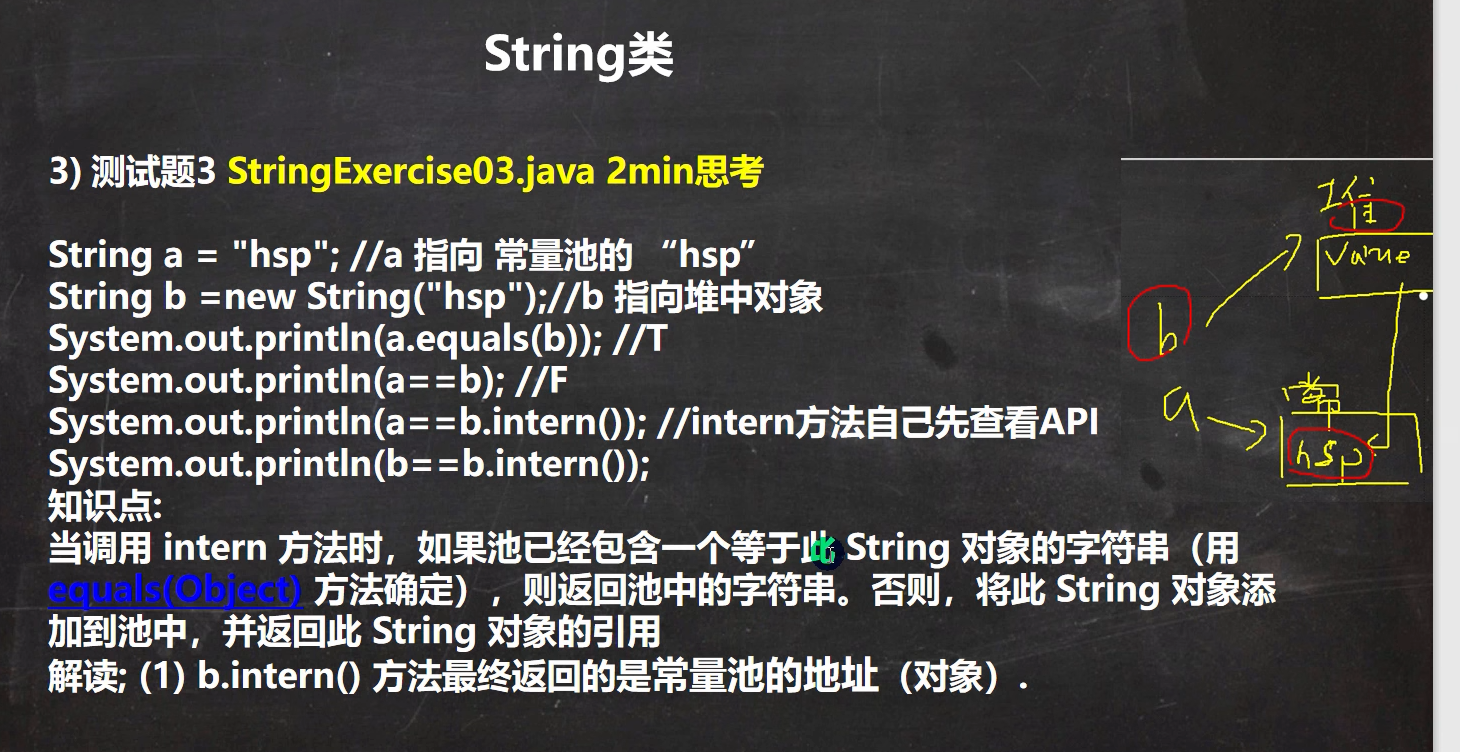 String类
3) 测试题3 StringExercise03.java 2min思考
String a = "hsp"; //a 指向 常量池的 “hsp”
String b =new String("hsp");//b 指向堆中对象
System.out.println(a.equals(b)); //T
System.out.println(a==b); //F
System.out.println(a==b.intern()); //intern方法自己先查看API
System.out.println(b==b.intern());
知识点:
当调用 intern 方法时，如果池已经包含一个等于此 String 对象的字符串（用
equals(Object) 方法确定），则返回池中的字符串。否则，将此 String 对象添
加到池中，并返回此 String 对象的引用
解读; (1) b.intern() 方法最终返回的是常量池的地址（对象）.
value
b
a
常
hsp